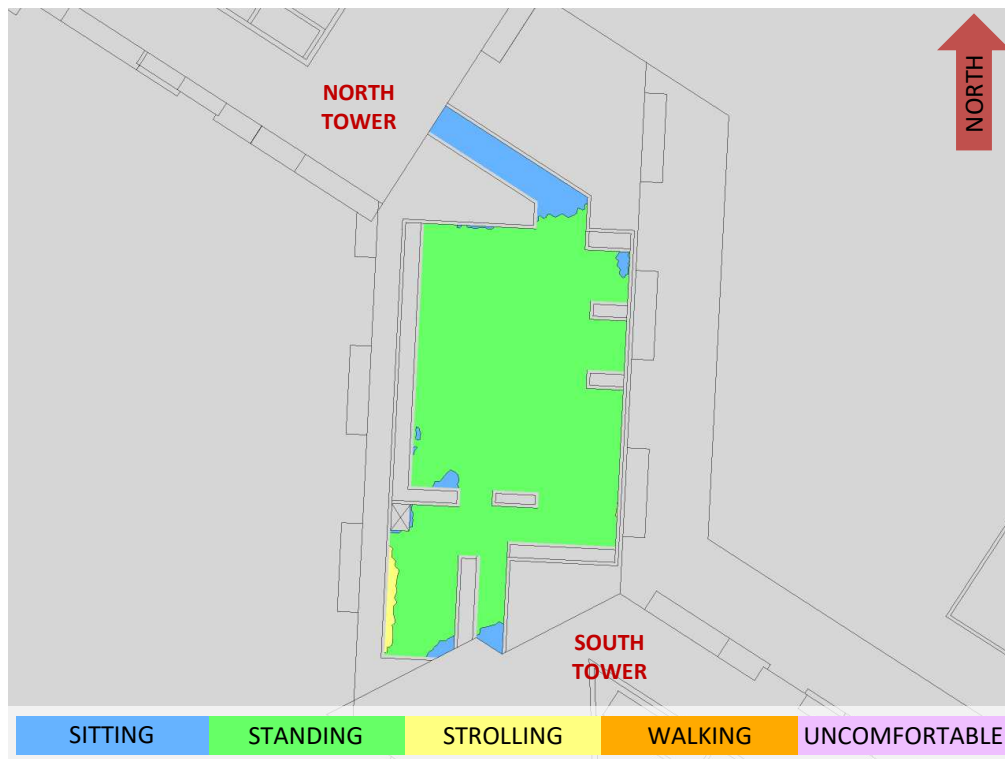 NORTH
TOWER
NORTH
SOUTH
TOWER
SITTING
STANDING
STROLLING
WALKING
UNCOMFORTABLE